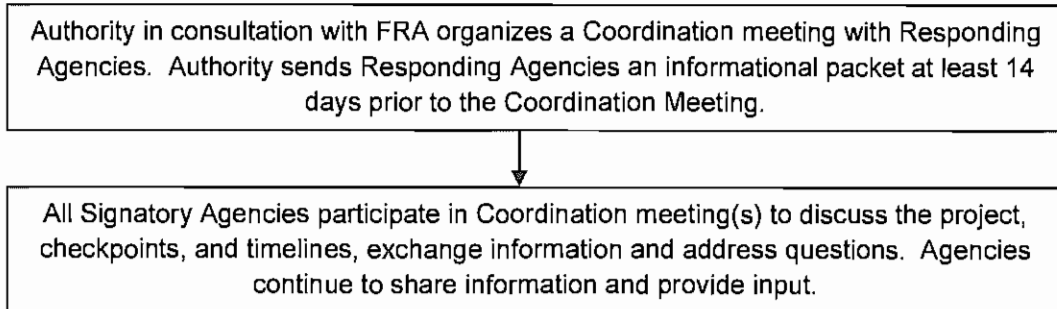 Authority in consultation with FRA organizes a Coordination meeting with Responding
Agencies.  Authority sends Responding Agencies an informational packet at least 14
days prior to the Coordination Meeting.
All Signatory Agencies participate in Coordination meeting(s) to discuss the project,
checkpoints, and timelines, exchange information and address questions.  Agencies
continue to share information and provide input.